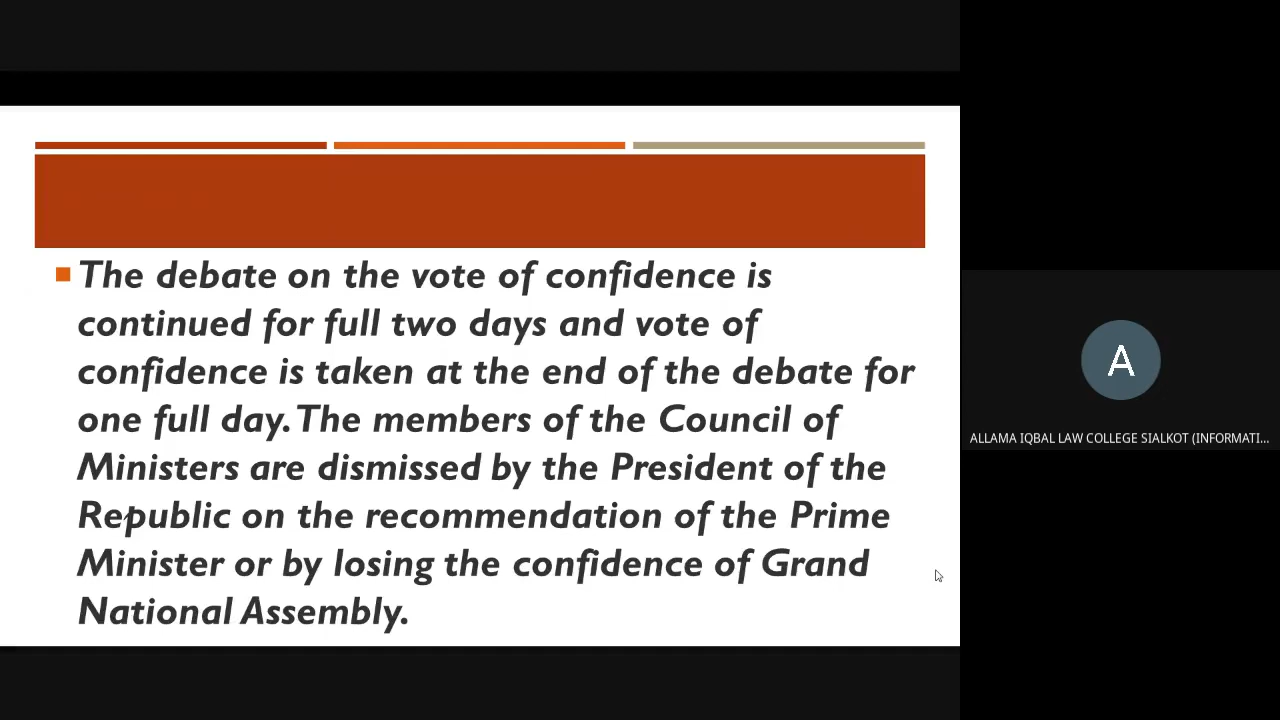 The debate on the vote of confidence is
continued for full two days and vote of
confidence is taken at the end of the debate for
one full day. The members of the Council of
Ministers are dismissed by the President of the
Republic on the recommendation of the Prime
Minister or by losing the confidence of Grand
National Assembly.
A
ALLAMA IQBAL LAW COLLEGE SIALKOT (INFORMATI...